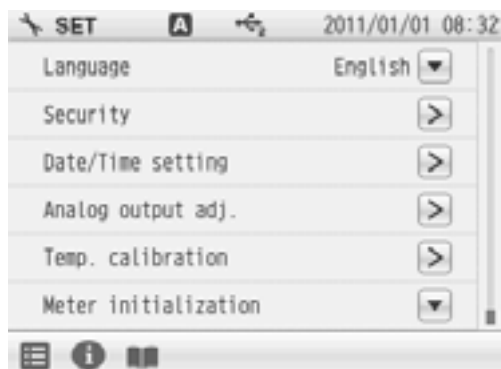 SET A 2 2011/01/01 08:32
Language English
Security
Date/Time setting
Analog output adj.
Temp. calibration
Meter initialization